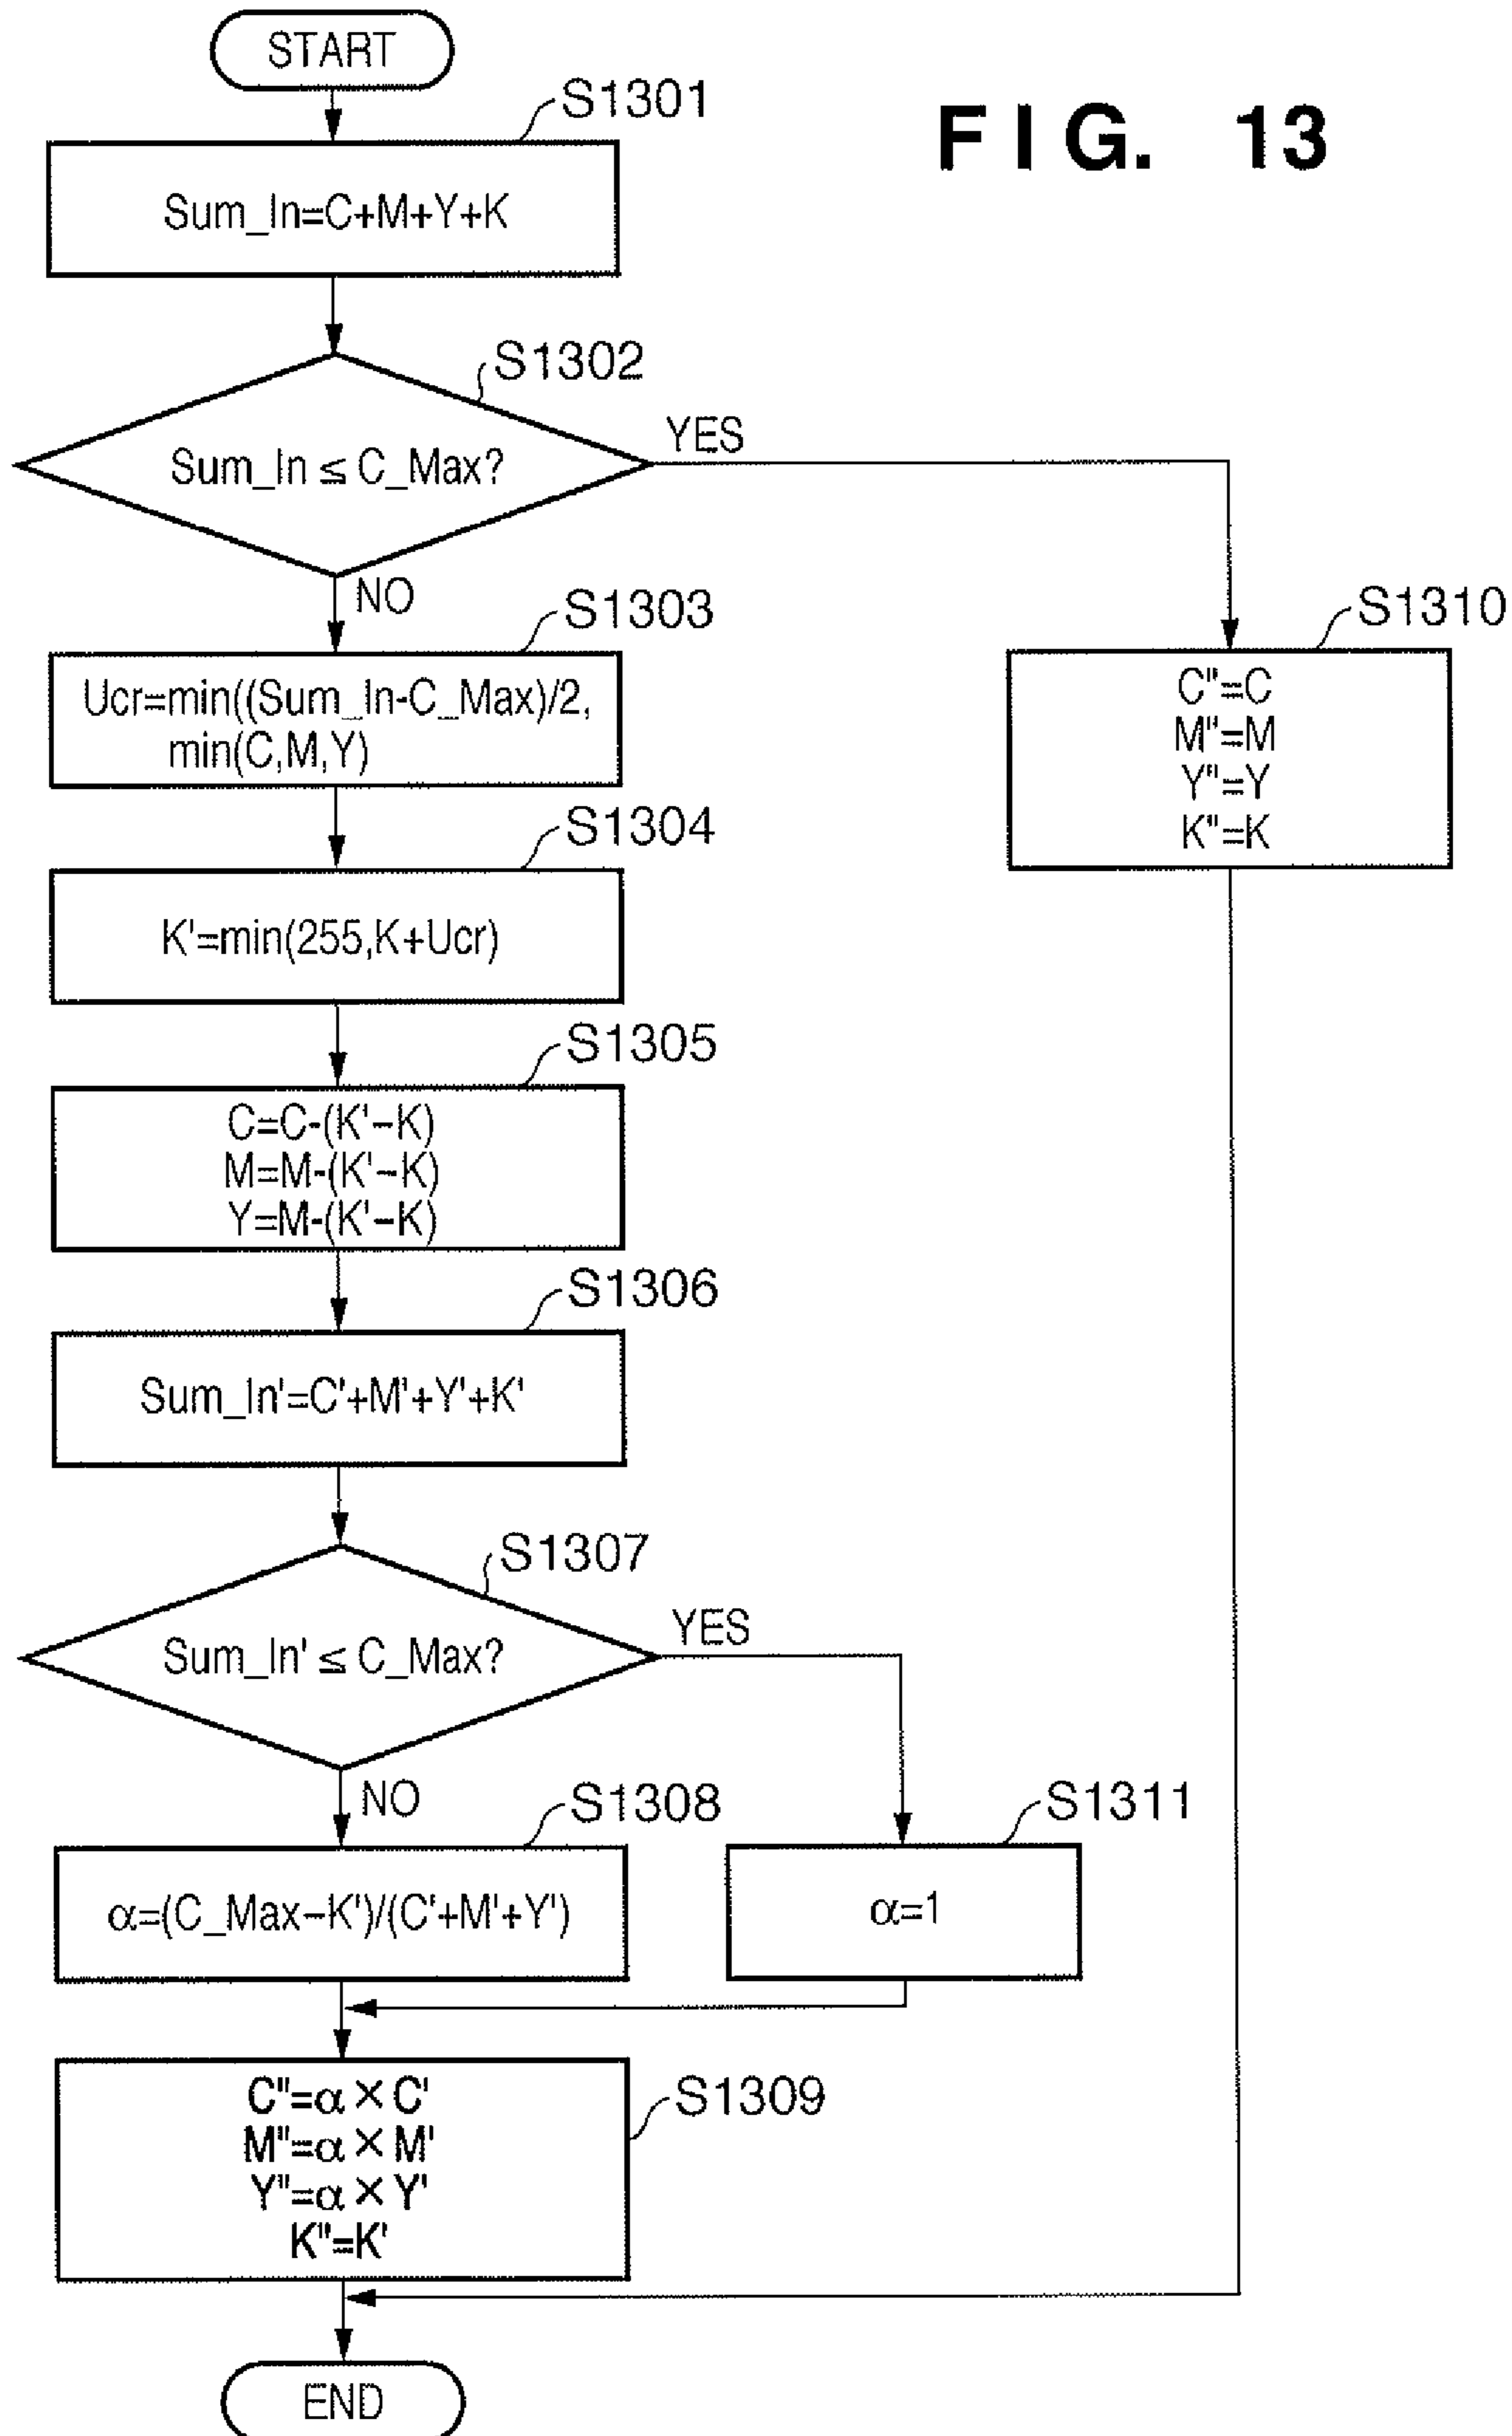 START
FIG. 13
S1301
Sum_In=C+M+Y+K
S1302
Sum_In ≤ C_Max?
YES
NO
S1303
Ucr=min((Sum_In-C_Max)/2,
min(C,M,Y)
S1310
C"=C
M"=M
Y"=Y
K"=K
S1304
K'=min(255,K+Ucr)
S1305
C=C-(K'-K)
M=M-(K'-K)
Y=M-(K'-K)
S1306
Sum_In'=C'+M'+Y'+K'
S1307
Sum_In' ≤ C_Max?
YES
NO
S1308
α=(C_Max-K')/(C'+M'+Y')
S1311
α=1
S1309
C"=α × C'
M"=α × M'
Y"=α × Y'
K"=K'
END